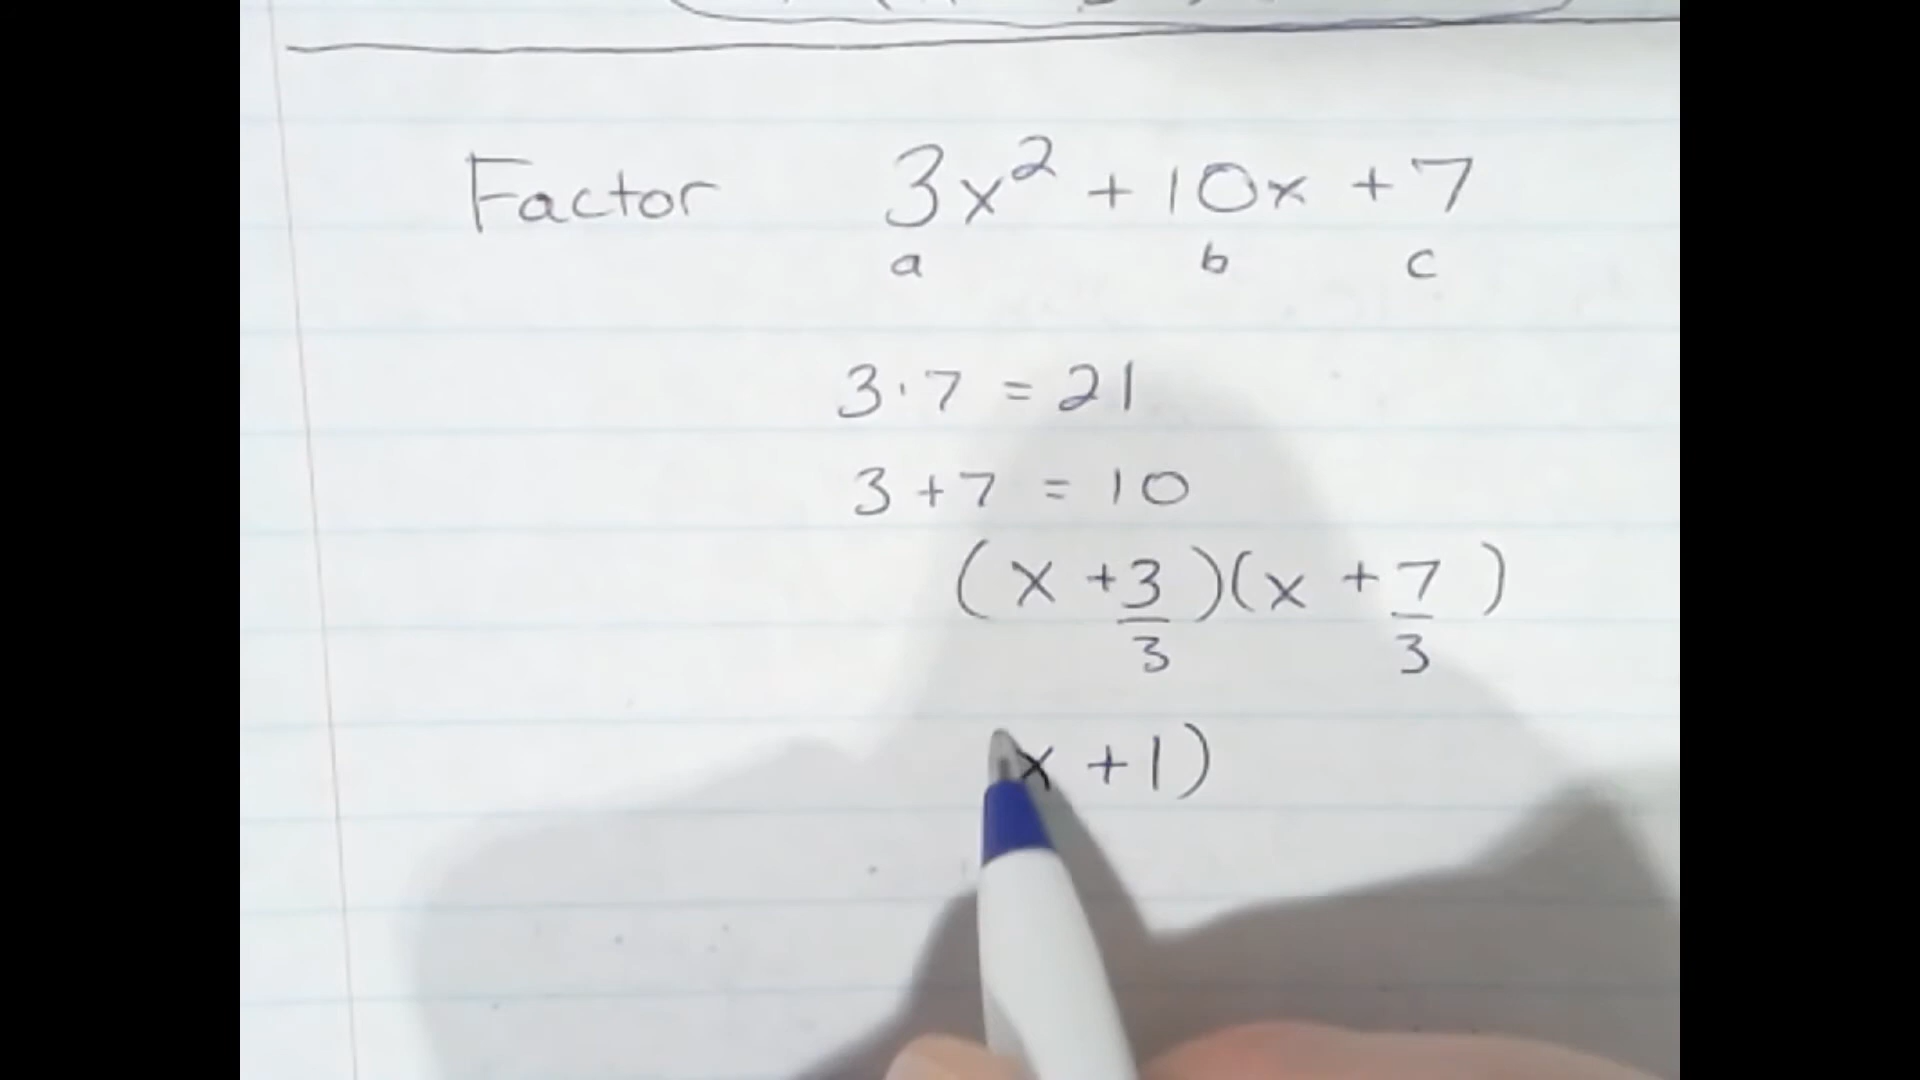 Factor 3x² + 10x + 7
a b c
3 · 7 = 21
3 + 7 = 10
(x + 3/3)(x + 7/3)
x + 1)